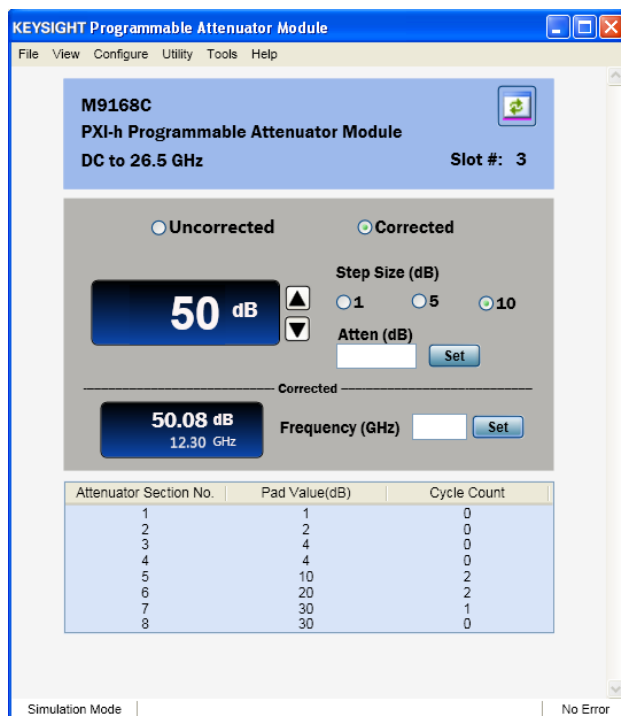 KEYSIGHT Programmable Attenuator Module
File View Configure Utility Tools Help
M9168C
PXI-h Programmable Attenuator Module
DC to 26.5 GHz
Slot #: 3
Uncorrected Corrected
Step Size (dB)
50 dB
1 5 10
Atten (dB)
Set
Corrected
50.08 dB
12.30 GHz
Frequency (GHz)
Set
Attenuator Section No. Pad Value(dB) Cycle Count
1 1 0
2 2 0
3 4 0
4 4 0
5 10 2
6 20 2
7 30 1
8 30 0
Simulation Mode No Error